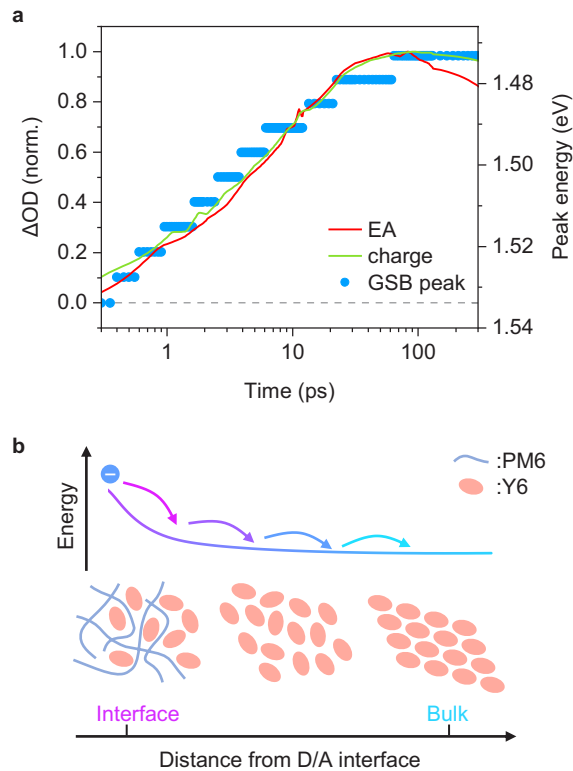 a
ΔOD (norm.)
1.0
0.8
0.6
0.4
0.2
0.0
1.48
1.50
1.52
1.54
Peak energy (eV)
EA
charge
GSB peak
1
10
100
Time (ps)
b
Energy
−
:PM6
:Y6
Interface
Bulk
Distance from D/A interface